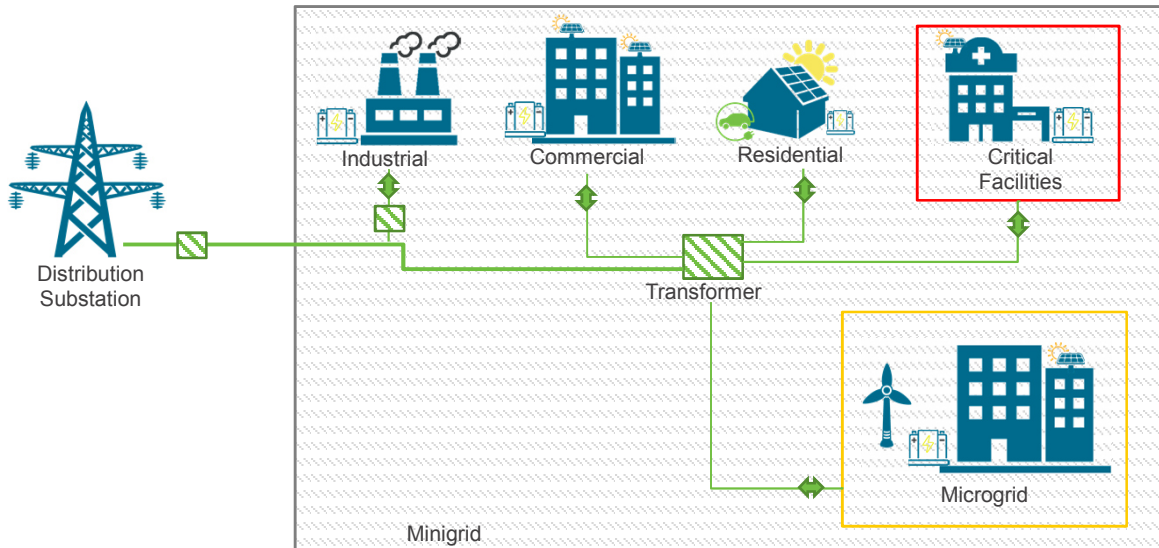 Industrial
Commercial
Residential
Critical
Facilities
Distribution
Substation
Transformer
Microgrid
Minigrid